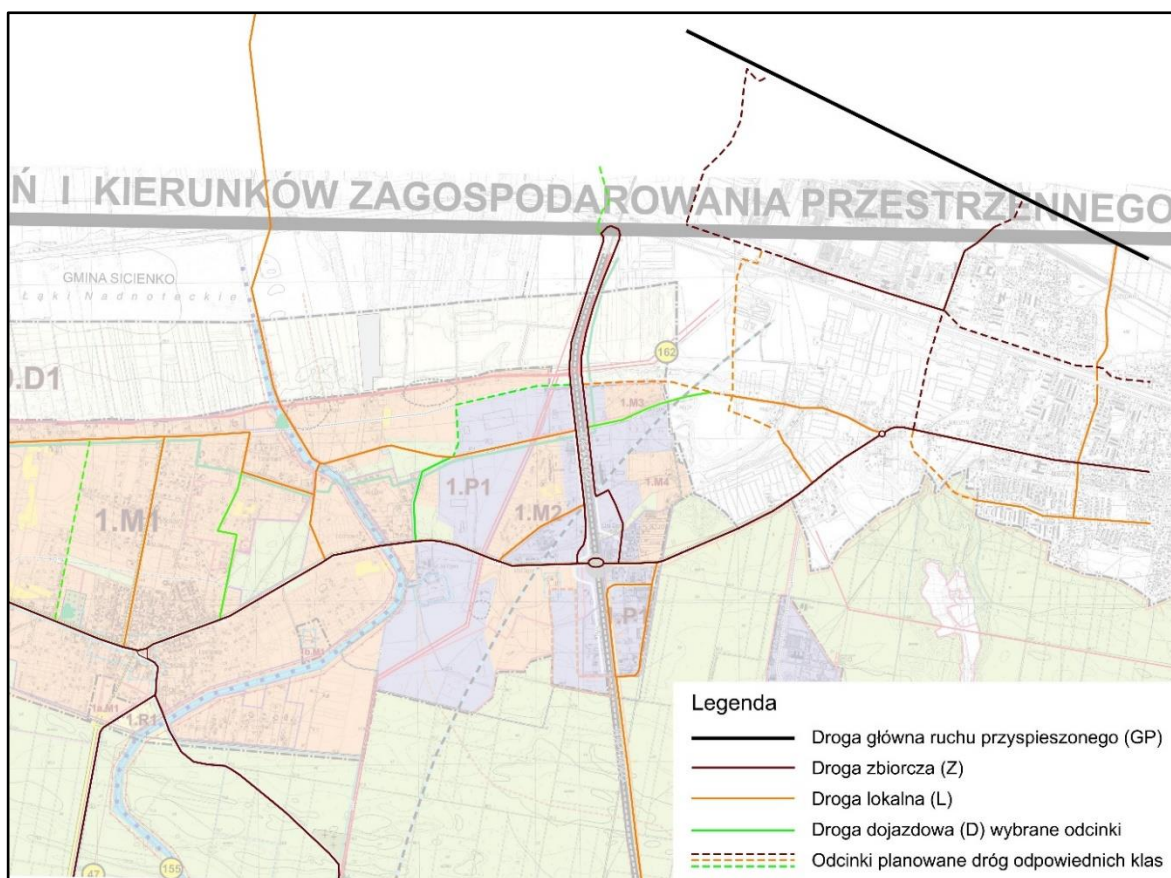 Ń I KIERUNKÓW ZAGOSPODAROWANIA PRZESTRZENNEGO
GMINA SICIENKO
Łąki Nadnoteckie
.D1
162
1.M3
1.P1
1.M4
1.M1
1.M2
.P1
1.R1
47
155
Legenda
Droga główna ruchu przyspieszonego (GP)
Droga zbiorcza (Z)
Droga lokalna (L)
Droga dojazdowa (D) wybrane odcinki
Odcinki planowane dróg odpowiednich klas